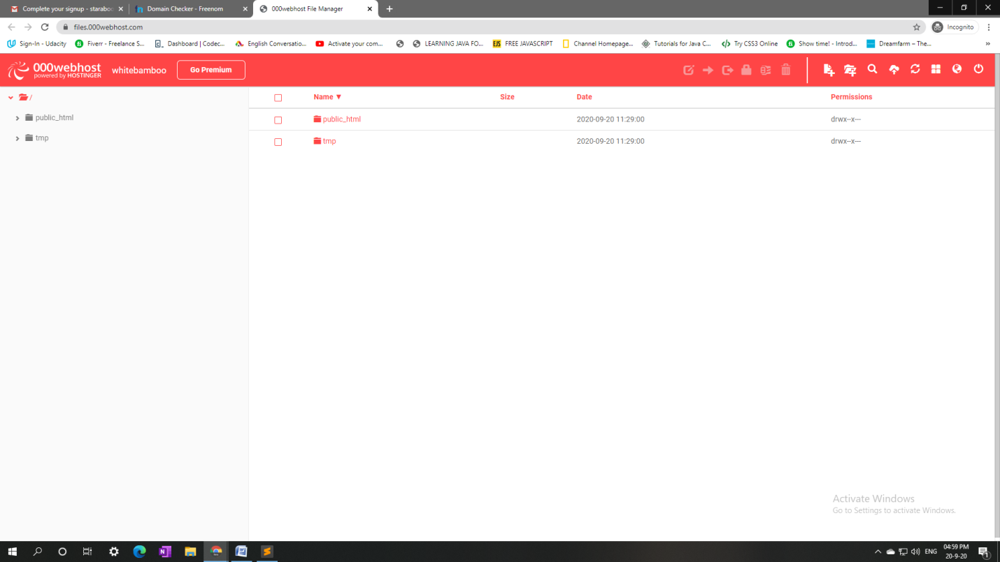 Complete your signup - staraboo
Domain Checker - Freenom
000webhost File Manager
files.000webhost.com
Incognito
Sign-In - Udacity
Fiverr - Freelance S...
Dashboard | Codec...
English Conversatio...
Activate your com...
LEARNING JAVA FO...
EJS FREE JAVASCRIPT
Channel Homepage...
Tutorials for Java C...
Try CSS3 Online
Show time! - Introd...
Dreamfarm – The...
»
000webhost
powered by HOSTINGER
whitebamboo
Go Premium
/
public_html
tmp
Name ▼ Size Date Permissions
public_html 2020-09-20 11:29:00 drwx--x---
tmp 2020-09-20 11:29:00 drwx--x---
Activate Windows
Go to Settings to activate Windows.
ENG
04:59 PM
20-9-20
1